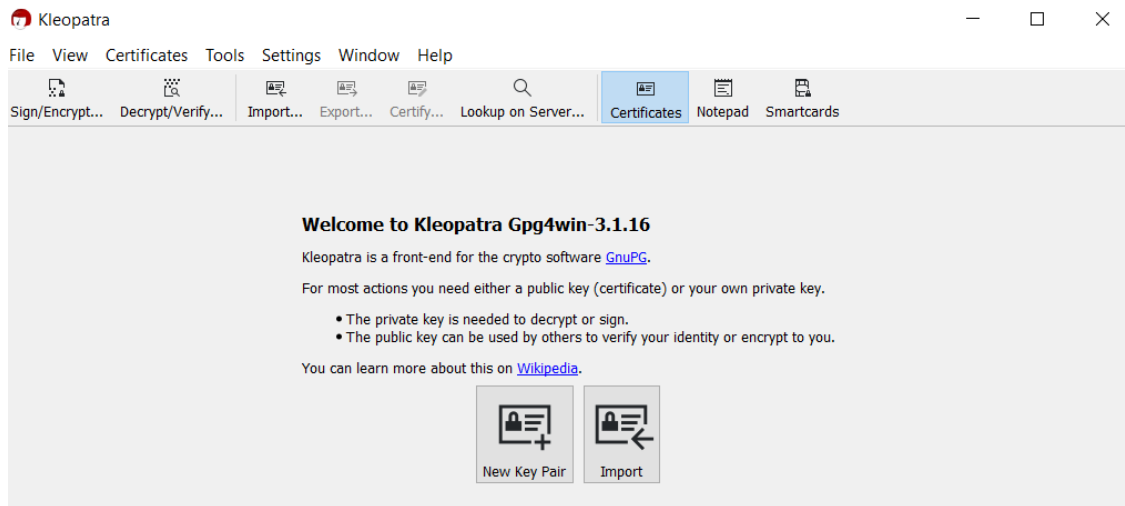 Kleopatra
File View Certificates Tools Settings Window Help
Sign/Encrypt... Decrypt/Verify... Import... Export... Certify... Lookup on Server... Certificates Notepad Smartcards
Welcome to Kleopatra Gpg4win-3.1.16
Kleopatra is a front-end for the crypto software GnuPG.
For most actions you need either a public key (certificate) or your own private key.
• The private key is needed to decrypt or sign.
• The public key can be used by others to verify your identity or encrypt to you.
You can learn more about this on Wikipedia.
New Key Pair Import